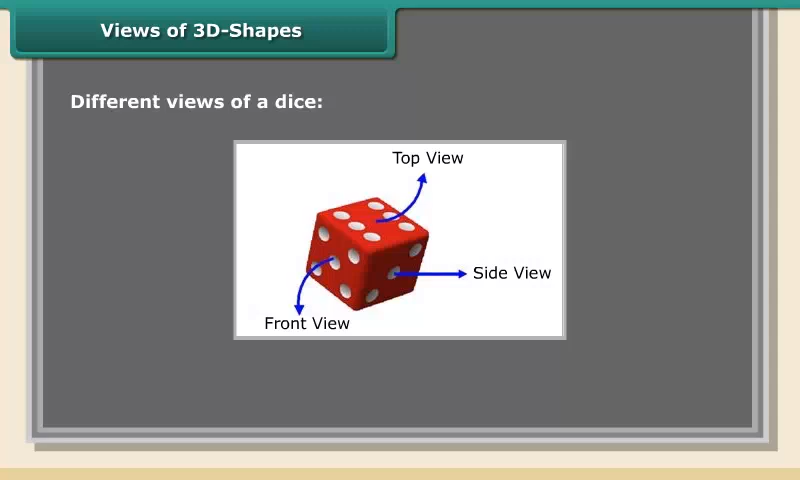 Views of 3D-Shapes
Different views of a dice:
Top View
Side View
Front View